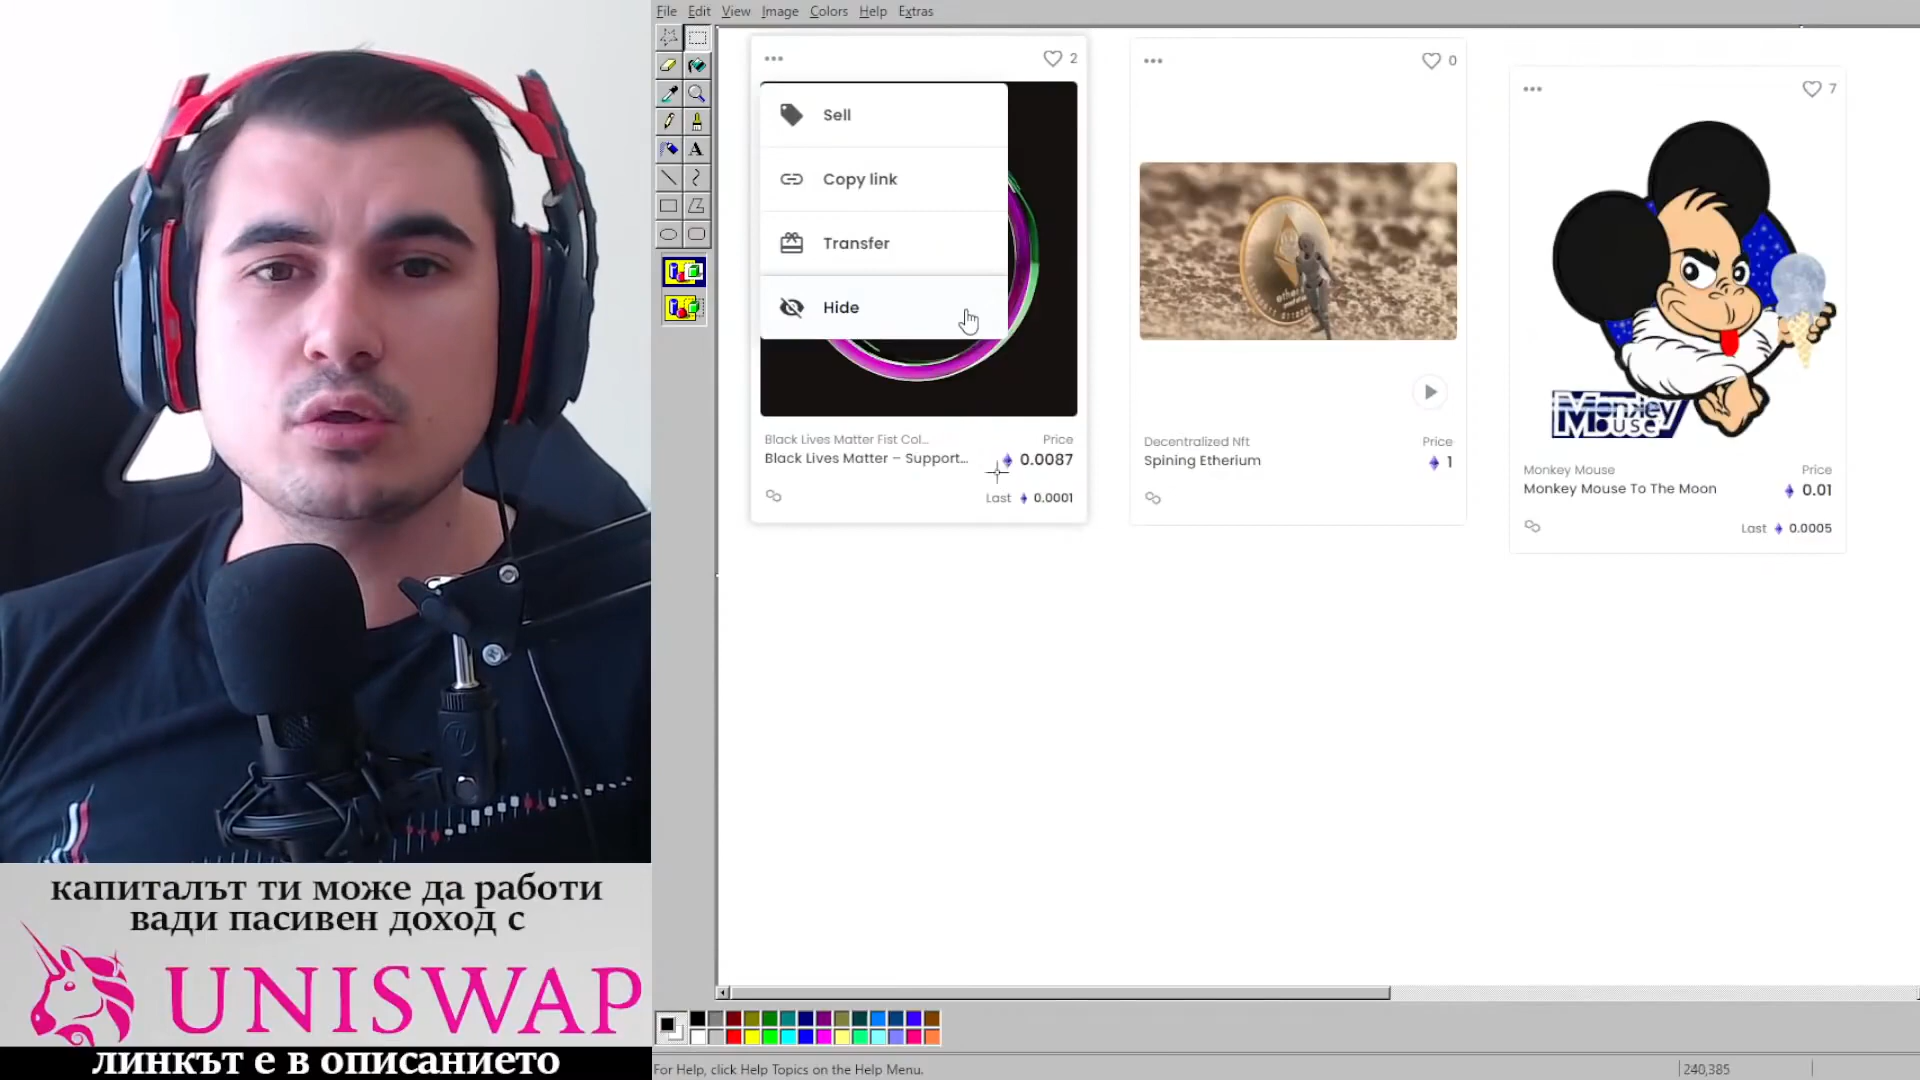 File Edit View Image Colors Help Extras
2
Sell
Copy link
Transfer
Hide
Black Lives Matter Fist Col...
Price
Black Lives Matter – Support...
0.0087
Last 0.0001
0
Decentralized Nft
Price
Spining Etherium
1
7
Monkey Mouse
Monkey Mouse
Price
Monkey Mouse To The Moon
0.01
Last 0.0005
капиталът ти може да работи
вади пасивен доход с
UNISWAP
линкът е в описанието
For Help, click Help Topics on the Help Menu.
240,385